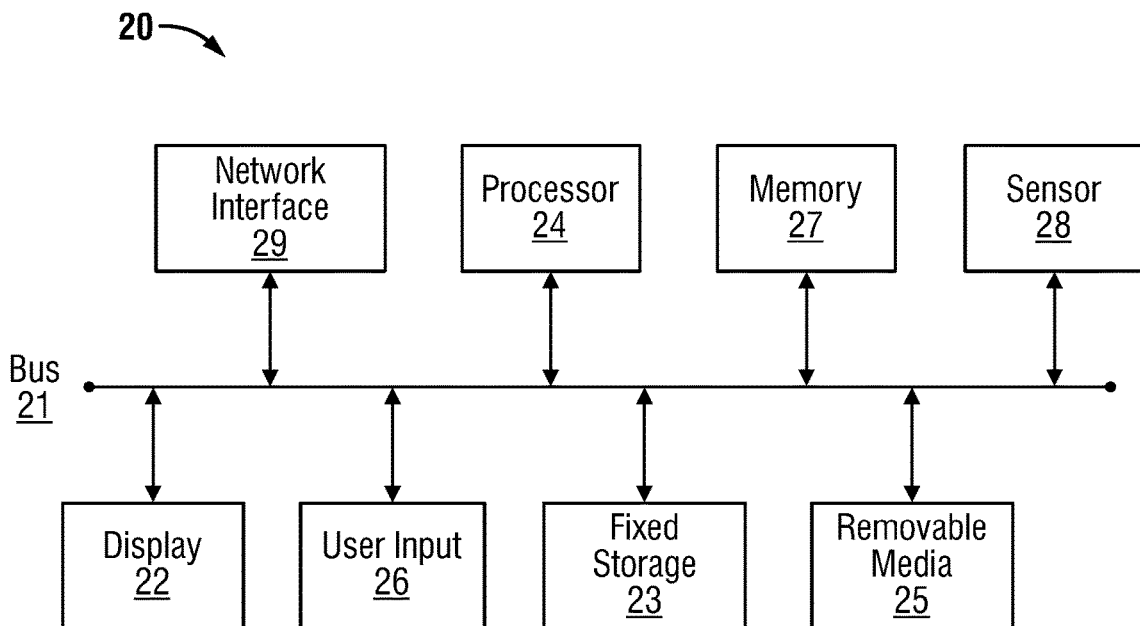 20
Network
Interface
29
Processor
24
Memory
27
Sensor
28
Bus
21
Display
22
User Input
26
Fixed
Storage
23
Removable
Media
25